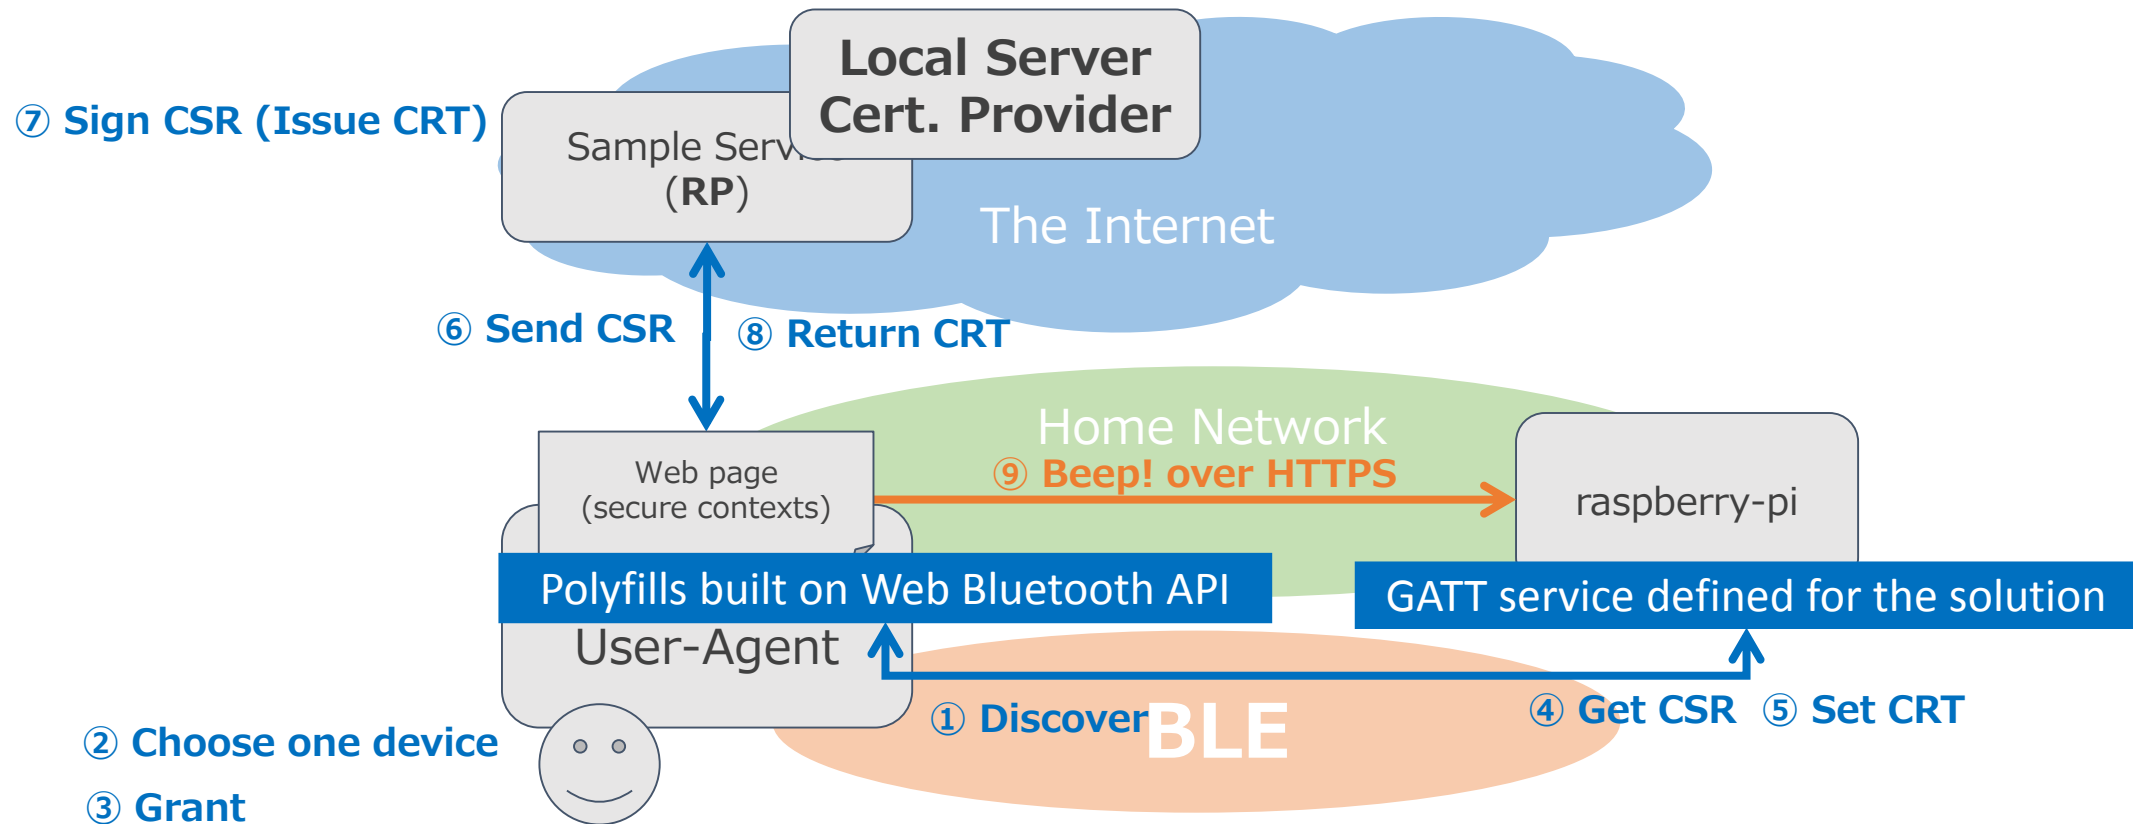 Local Server
Cert. Provider
⑦ Sign CSR (Issue CRT)
Sample Service
(RP)
The Internet
⑥ Send CSR
⑧ Return CRT
Home Network
⑨ Beep! over HTTPS
Web page
(secure contexts)
raspberry-pi
Polyfills built on Web Bluetooth API
GATT service defined for the solution
User-Agent
① Discover
BLE
④ Get CSR
⑤ Set CRT
② Choose one device
③ Grant